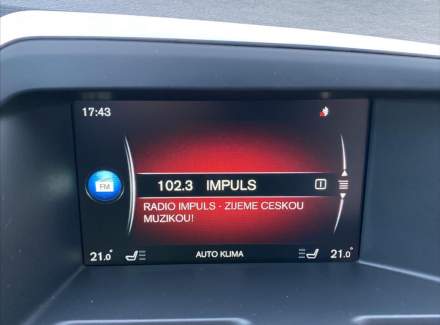 17:43
FM
102.3 IMPULS
RADIO IMPULS - ZIJEME CESKOU
MUZIKOU!
21.0° AUTO KLIMA 21.0°